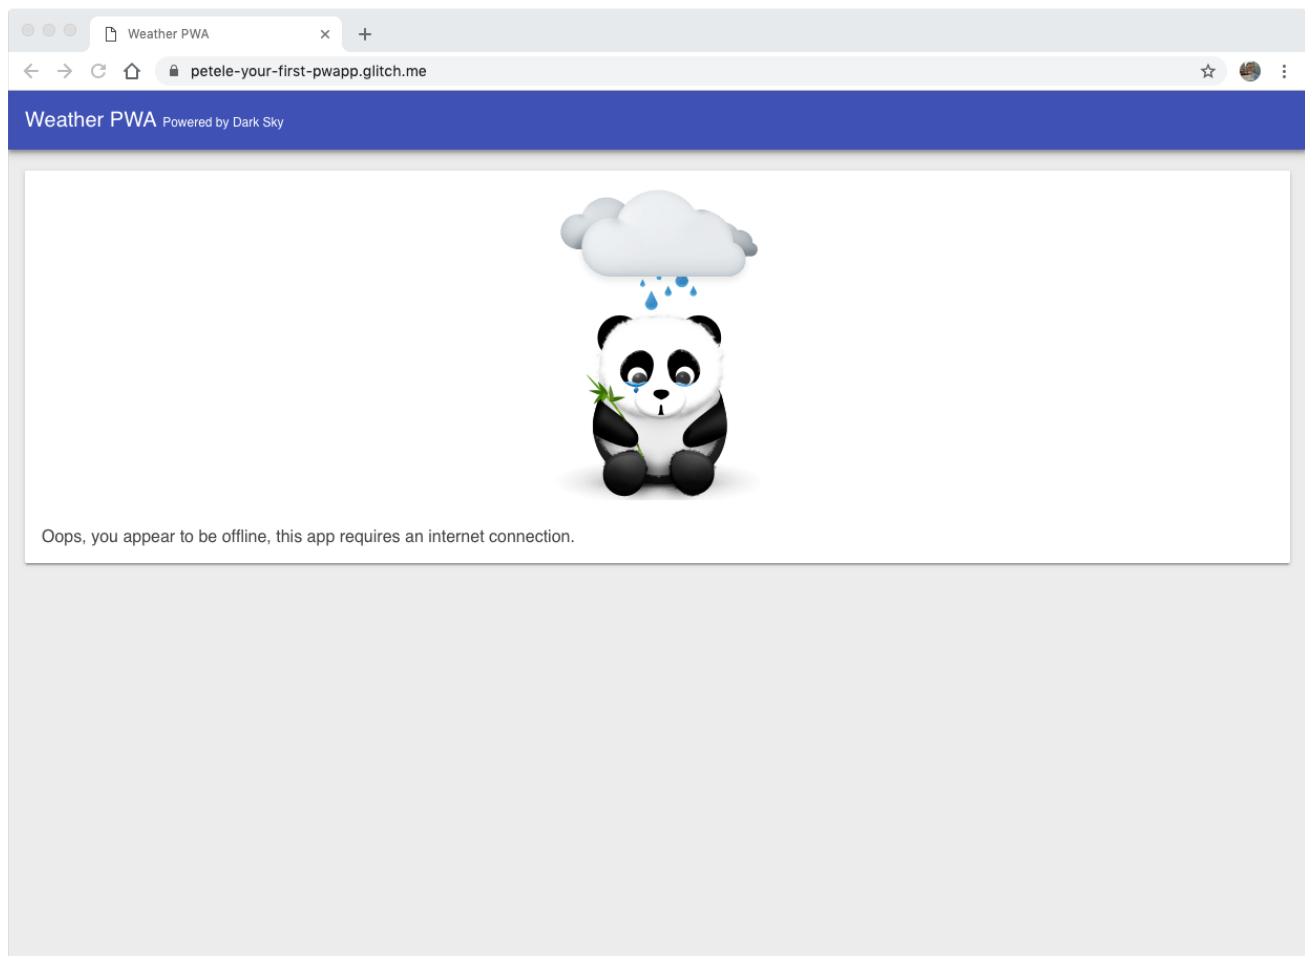 Weather PWA
petele-your-first-pwapp.glitch.me
Weather PWA Powered by Dark Sky
Oops, you appear to be offline, this app requires an internet connection.